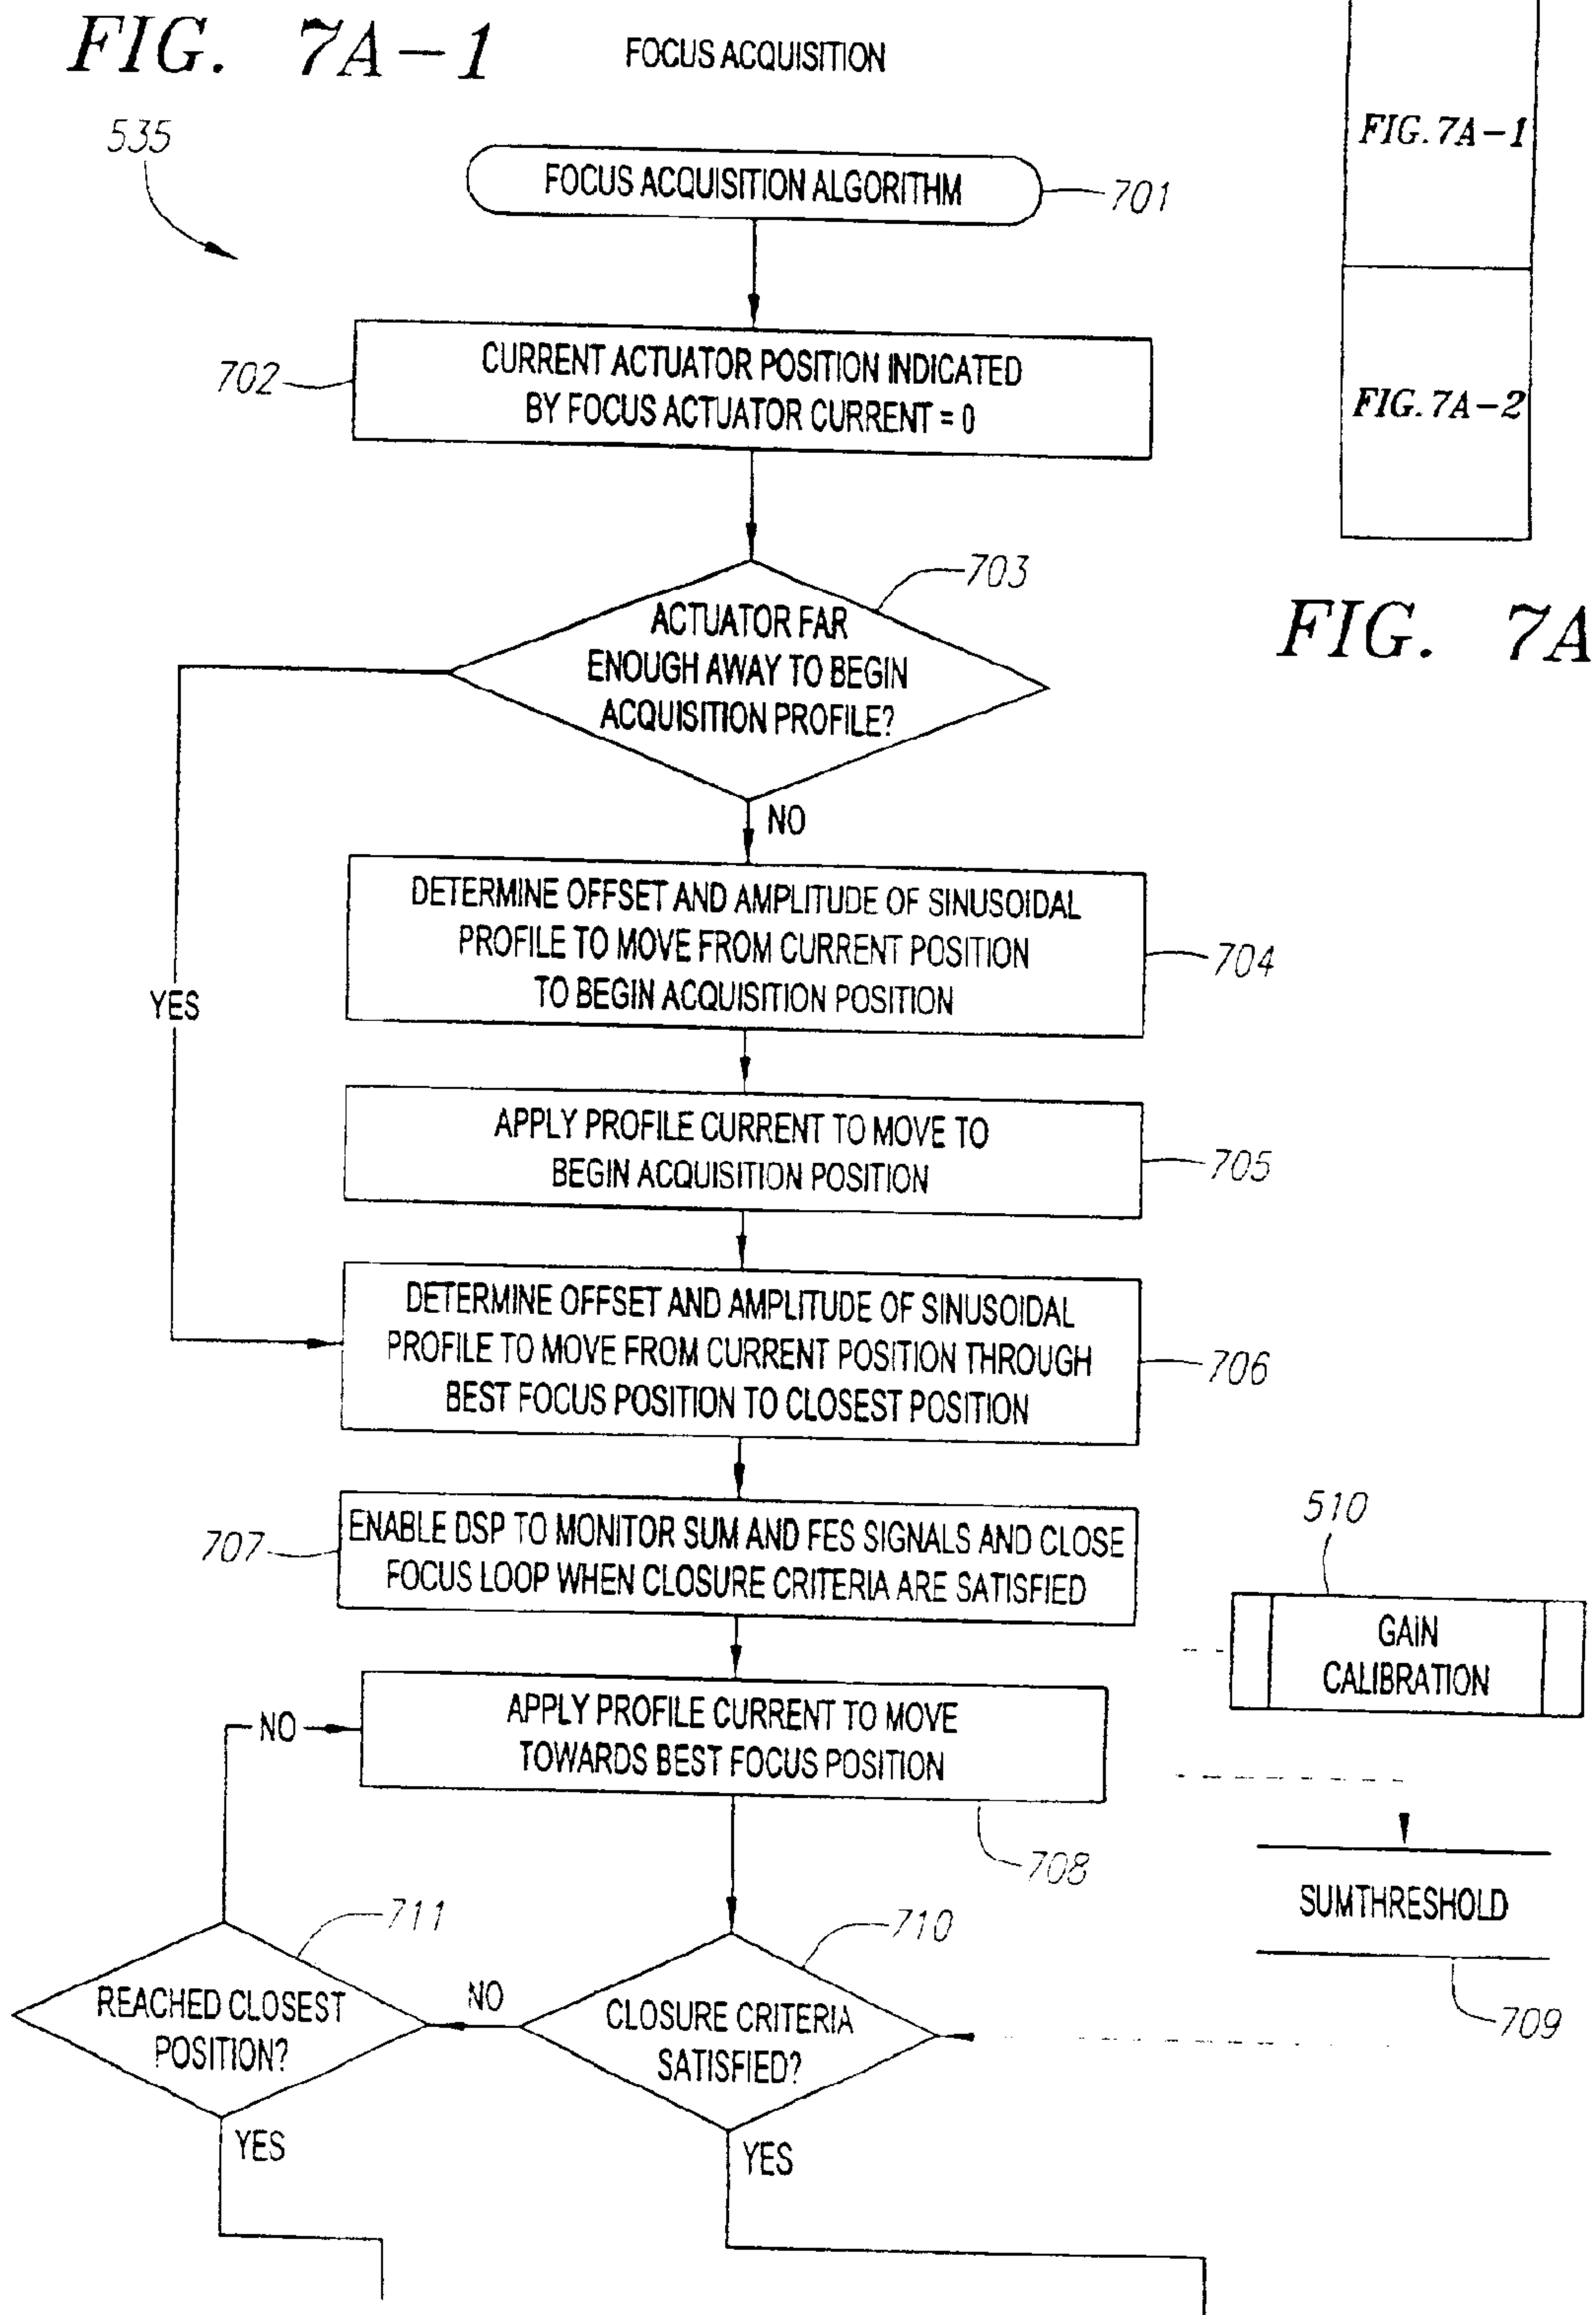 FIG. 7A-1
FOCUS ACQUISITION
FIG. 7A-1
535
FOCUS ACQUISITION ALGORITHM
701
702
CURRENT ACTUATOR POSITION INDICATED
BY FOCUS ACTUATOR CURRENT = 0
FIG. 7A-2
703
ACTUATOR FAR
ENOUGH AWAY TO BEGIN
ACQUISITION PROFILE?
FIG. 7A
NO
DETERMINE OFFSET AND AMPLITUDE OF SINUSOIDAL
PROFILE TO MOVE FROM CURRENT POSITION
TO BEGIN ACQUISITION POSITION
704
YES
APPLY PROFILE CURRENT TO MOVE TO
BEGIN ACQUISITION POSITION
705
DETERMINE OFFSET AND AMPLITUDE OF SINUSOIDAL
PROFILE TO MOVE FROM CURRENT POSITION THROUGH
BEST FOCUS POSITION TO CLOSEST POSITION
706
707
ENABLE DSP TO MONITOR SUM AND FES SIGNALS AND CLOSE
FOCUS LOOP WHEN CLOSURE CRITERIA ARE SATISFIED
510
GAIN
CALIBRATION
NO
APPLY PROFILE CURRENT TO MOVE
TOWARDS BEST FOCUS POSITION
708
SUMTHRESHOLD
709
711
REACHED CLOSEST
POSITION?
NO
710
CLOSURE CRITERIA
SATISFIED?
YES
YES